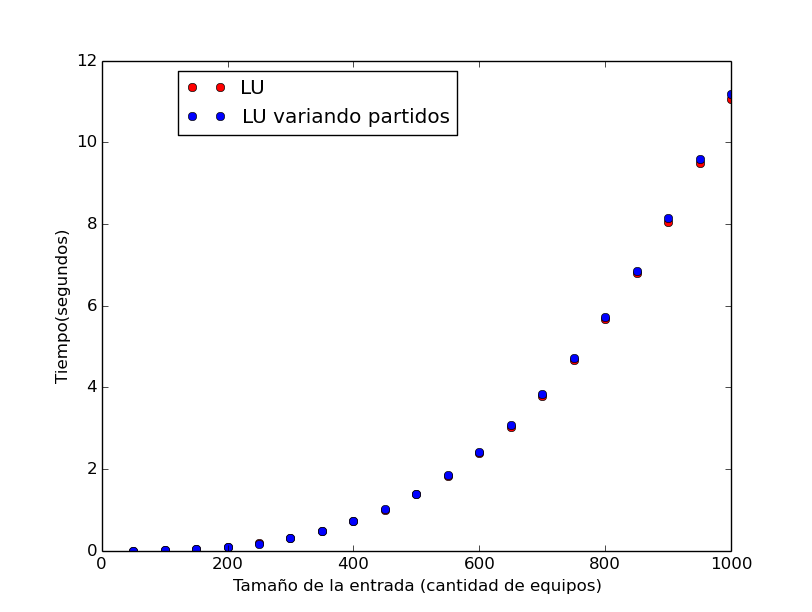 LU
LU variando partidos
12
10
8
6
4
2
0
Tiempo(segundos)
0 200 400 600 800 1000
Tamaño de la entrada (cantidad de equipos)